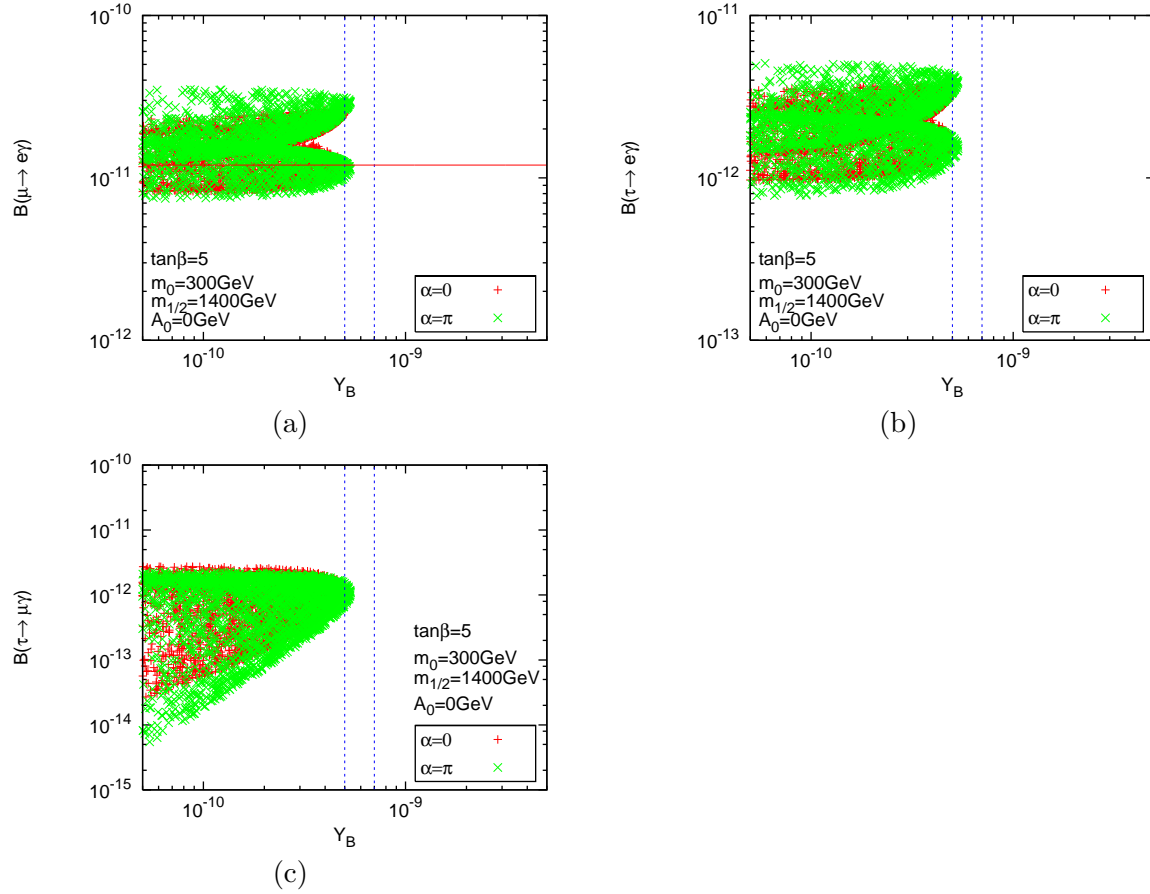 10⁻¹⁰
10⁻¹¹
10⁻¹²
B(μ→ eγ)
tanβ=5
m₀=300GeV
m₁/₂=1400GeV
A₀=0GeV
α=0
α=π
10⁻¹⁰
10⁻⁹
Y_B
(a)
10⁻¹¹
10⁻¹²
10⁻¹³
B(τ→ eγ)
tanβ=5
m₀=300GeV
m₁/₂=1400GeV
A₀=0GeV
α=0
α=π
10⁻¹⁰
10⁻⁹
Y_B
(b)
10⁻¹⁰
10⁻¹¹
10⁻¹²
10⁻¹³
10⁻¹⁴
10⁻¹⁵
B(τ→ μγ)
tanβ=5
m₀=300GeV
m₁/₂=1400GeV
A₀=0GeV
α=0
α=π
10⁻¹⁰
10⁻⁹
Y_B
(c)